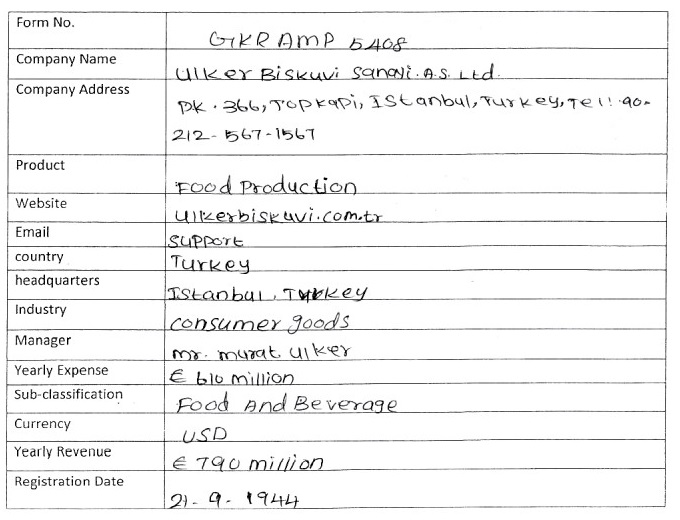 Form No.
GKR AMP 5408
Company Name
Ulker Biskuvi Sanayi. A.S. Ltd.
Company Address
PK. 366, Topkapi, Istanbul, Turkey, Tel: 90-
212-567-1567
Product
Food Production
Website
Ulkerbiskuvi.com.tr
Email
Support
country
Turkey
headquarters
Istanbul, Turkey
Industry
consumer goods
Manager
mr. murat ulker
Yearly Expense
€ 610 million
Sub-classification
Food And Beverage
Currency
USD
Yearly Revenue
€ 790 million
Registration Date
21-9-1944